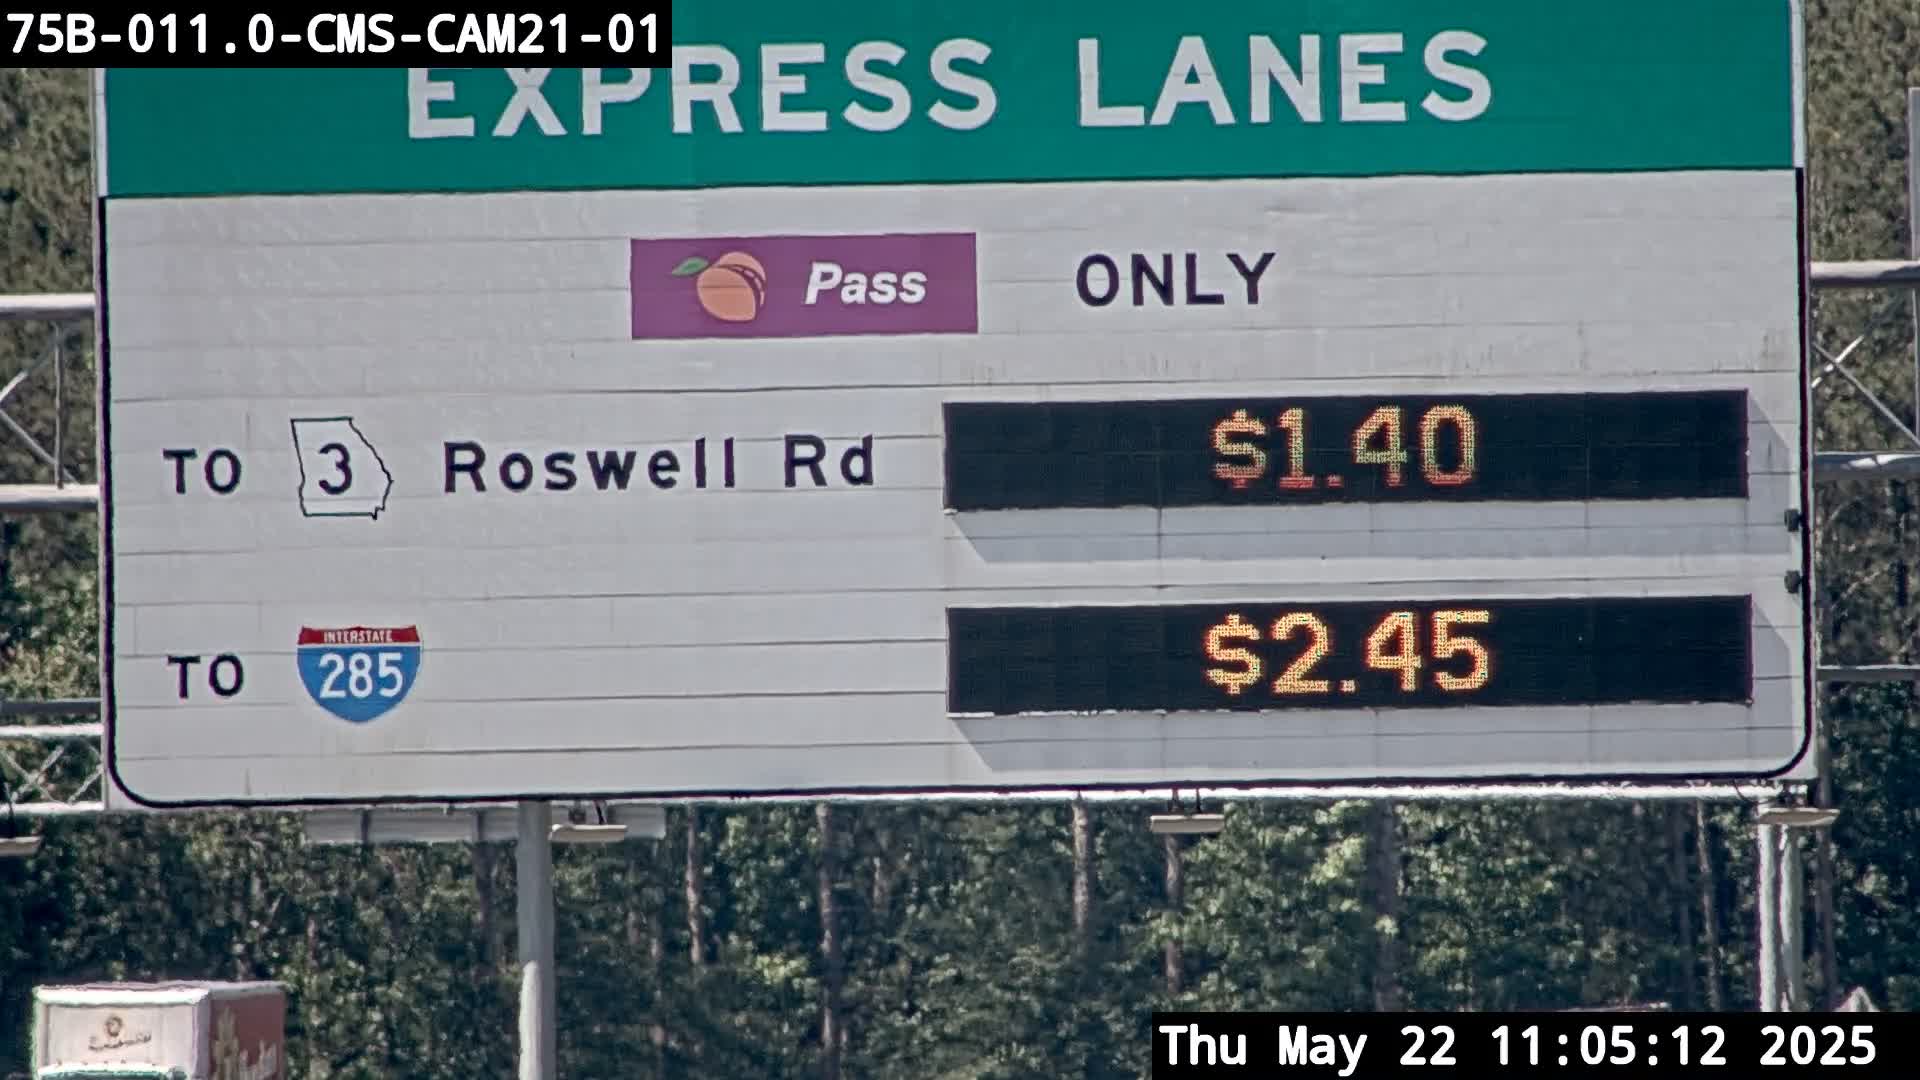 75B-011.0-CMS-CAM21-01
EXPRESS LANES
Pass ONLY
TO 3 Roswell Rd $1.40
INTERSTATE
TO 285 $2.45
Thu May 22 11:05:12 2025